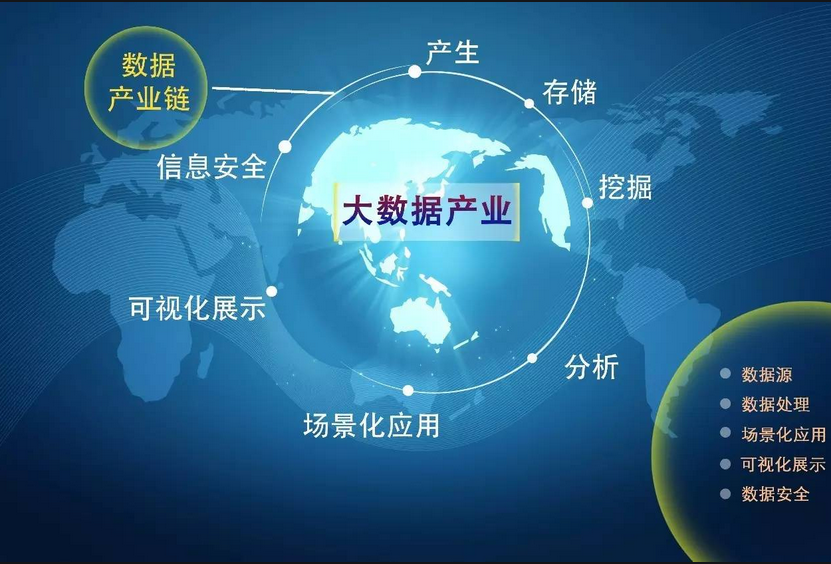 数据
产业链
产生
存储
信息安全
挖掘
大数据产业
可视化展示
分析
场景化应用
数据源
数据处理
场景化应用
可视化展示
数据安全